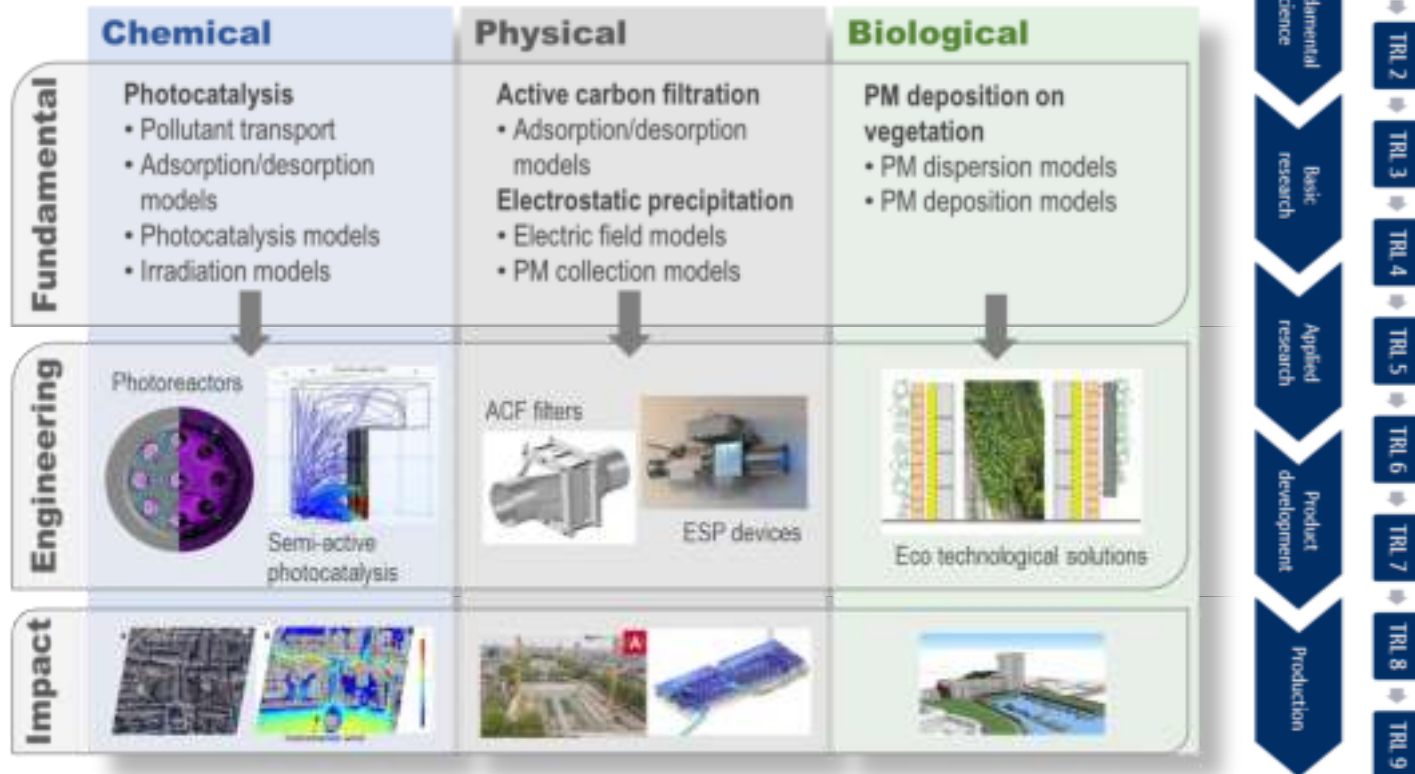 Chemical
Physical
Biological
Fundamental
Photocatalysis
• Pollutant transport
• Adsorption/desorption
models
• Photocatalysis models
• Irradiation models
Active carbon filtration
• Adsorption/desorption
models
Electrostatic precipitation
• Electric field models
• PM collection models
PM deposition on
vegetation
• PM dispersion models
• PM deposition models
Engineering
Photoreactors
Semi-active
photocatalysis
ACF filters
ESP devices
Eco technological solutions
Impact
A
damental
cience
Basic
research
Applied
research
Product
development
Production
TRL 2
TRL 3
TRL 4
TRL 5
TRL 6
TRL 7
TRL 8
TRL 9